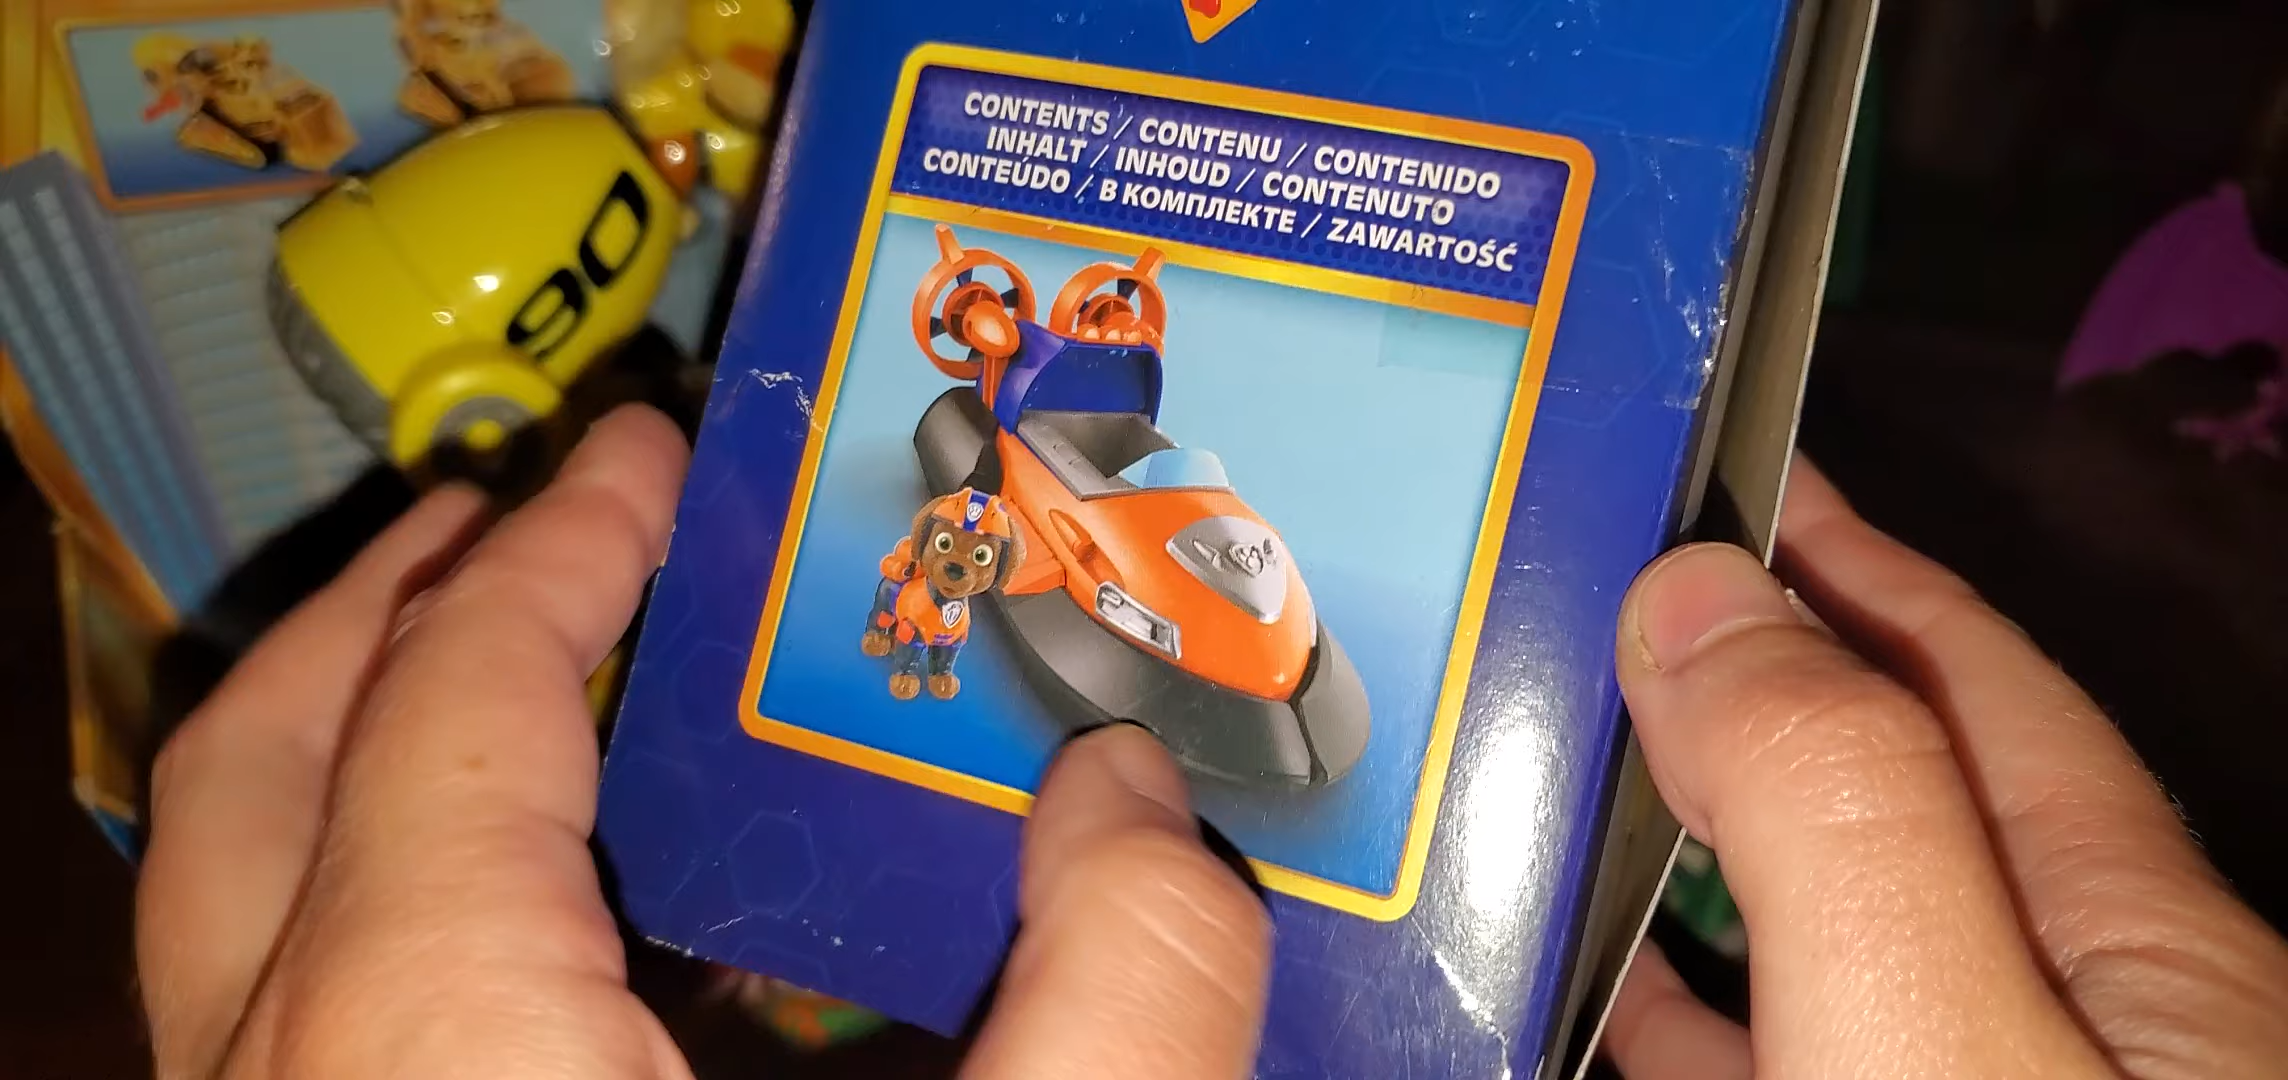 CONTENTS / CONTENU / CONTENIDO
INHALT / INHOUD / CONTENUTO
CONTEÚDO / В КОМПЛЕКТЕ / ZAWARTOŚĆ
90